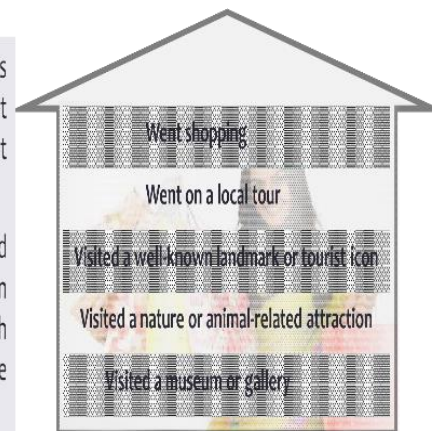 s
t
t
d
n
h
e
Went shopping
Went on a local tour
Visited a well-known landmark or tourist icon
Visited a nature or animal-related attraction
Visited a museum or gallery